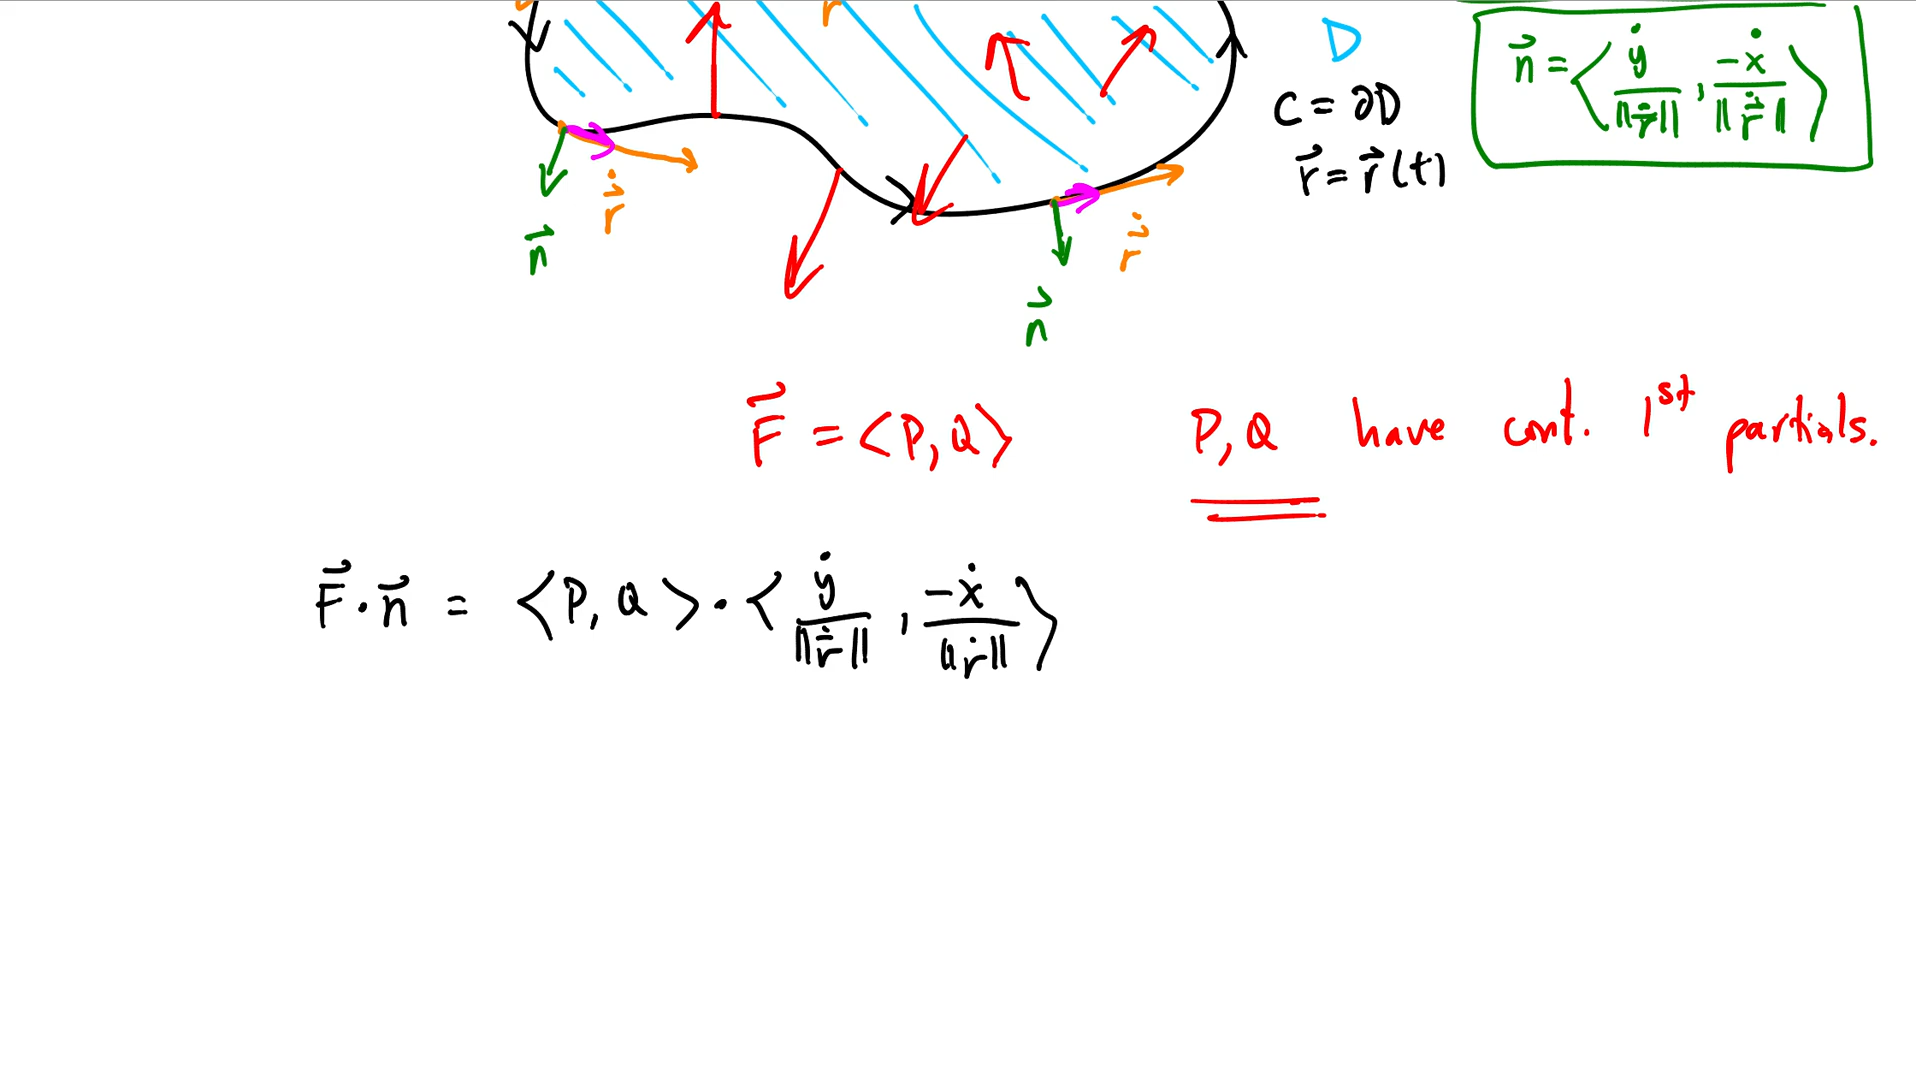 r
D
n⃗ = ⟨ẏ/||r⃗̇||, -ẋ/||r⃗̇||⟩
C = ∂D
r⃗ = r⃗(t)
r⃗̇
n⃗
r⃗̇
n⃗
F⃗ = ⟨P, Q⟩ P, Q have cont. 1st partials.
F⃗ · n⃗ = ⟨P, Q⟩ · ⟨ẏ/||ṙ||, -ẋ/||ṙ||⟩